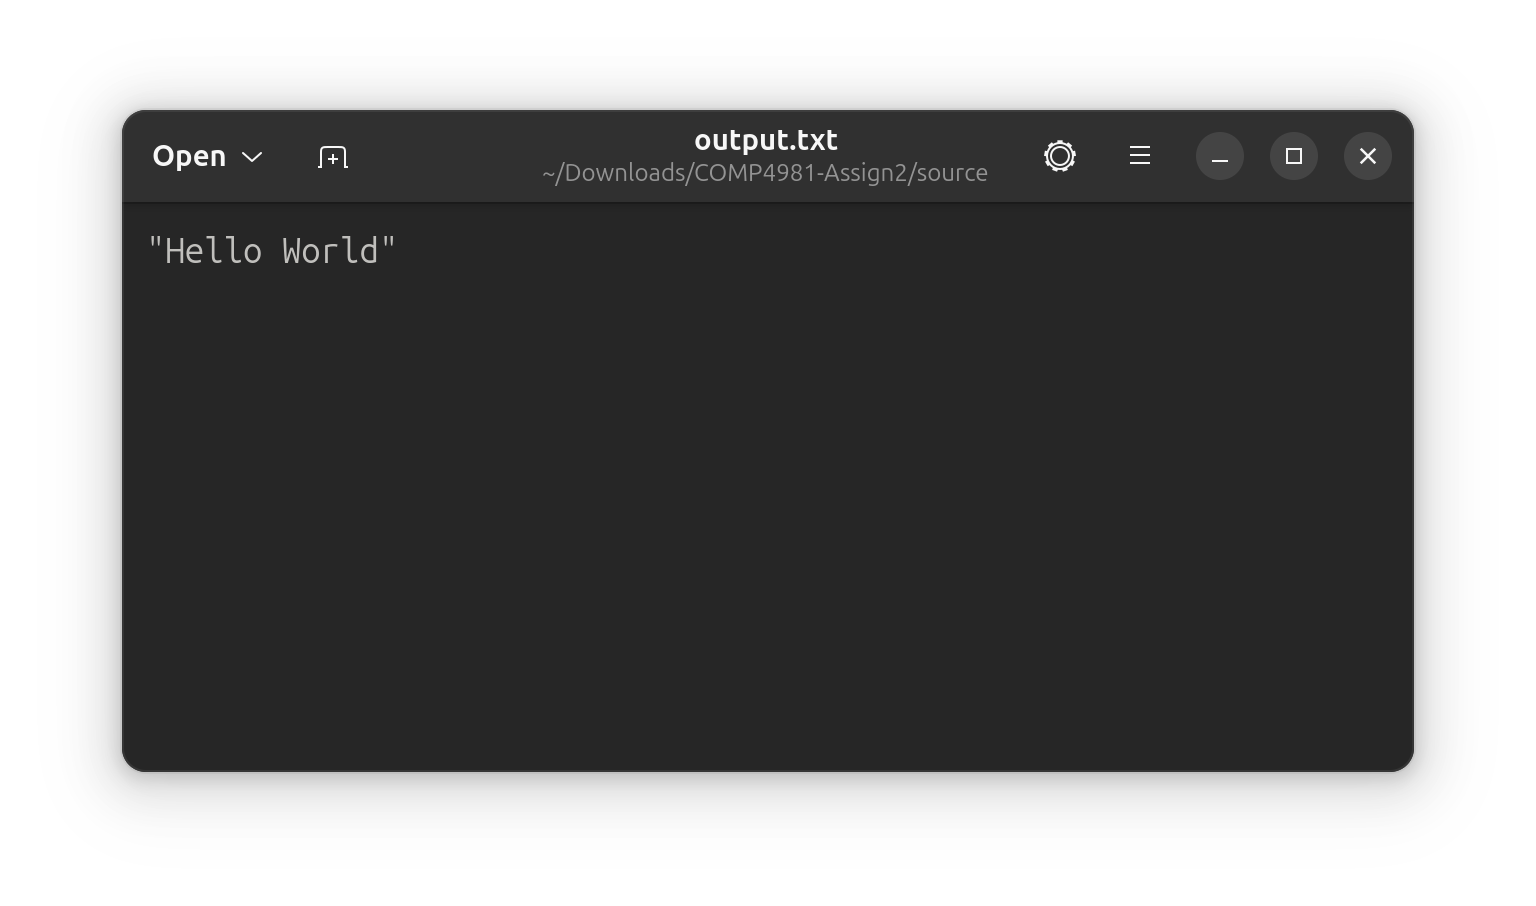 Open
output.txt
~/Downloads/COMP4981-Assign2/source
"Hello World"